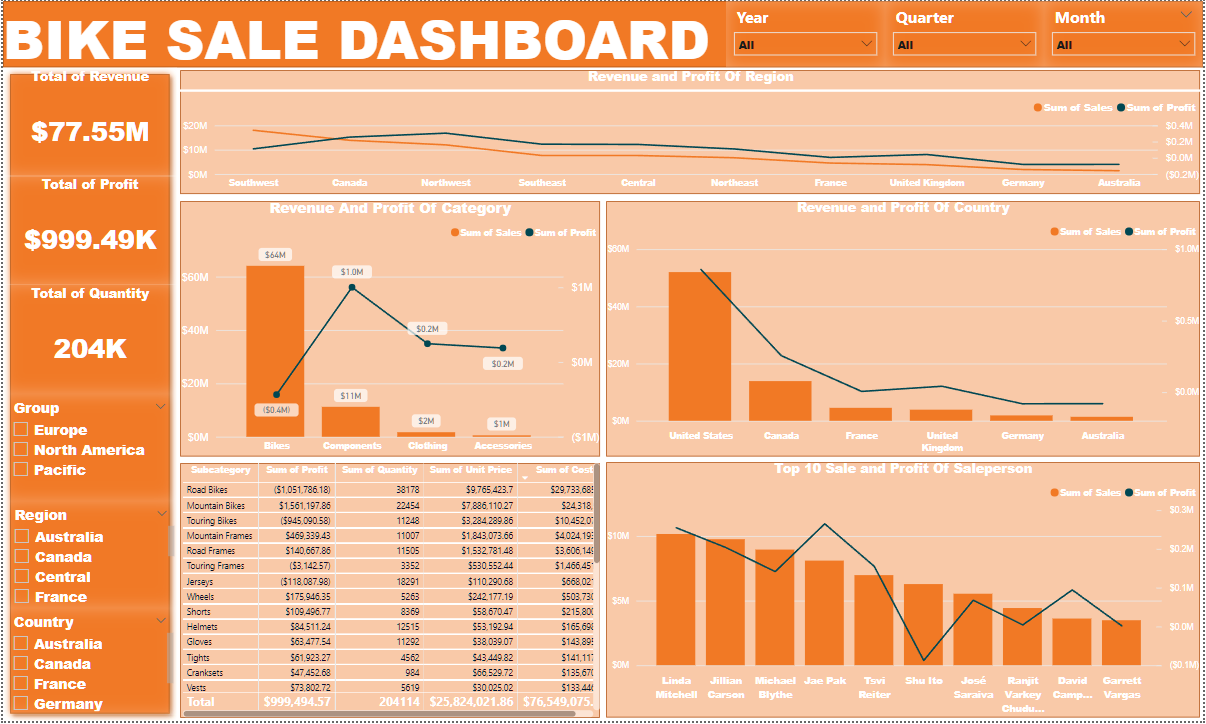 BIKE SALE DASHBOARD
Year
All
Quarter
All
Month
All
Total of Revenue
$77.55M
Total of Profit
$999.49K
Total of Quantity
204K
Group
Europe
North America
Pacific
Region
Australia
Canada
Central
France
Country
Australia
Canada
France
Germany
Revenue and Profit Of Region
Sum of Sales Sum of Profit
$20M
$10M
$0M
$0.4M
$0.2M
$0.0M
($0.2M)
Southwest Canada Northwest Southeast Central Northeast France United Kingdom Germany Australia
Revenue And Profit Of Category
Sum of Sales Sum of Profit
$60M
$40M
$20M
$0M
$64M
$1.0M
$0.2M
$0.2M
($0.4M)
$11M
$2M
$1M
$1M
$0M
($1M)
Bikes Components Clothing Accessories
Revenue and Profit Of Country
Sum of Sales Sum of Profit
$60M
$40M
$20M
$0M
$1.0M
$0.5M
$0.0M
United States Canada France United Kingdom Germany Australia
Subcategory Sum of Profit Sum of Quantity Sum of Unit Price Sum of Cost
Road Bikes ($1,051,786.18) 38178 $9,765,423.7 $29,733,685
Mountain Bikes $1,561,197.86 22454 $7,886,110.27 $24,318,
Touring Bikes ($945,090.58) 11248 $3,284,289.86 $10,452,07
Mountain Frames $469,339.43 11007 $1,843,073.66 $4,024,193
Road Frames $140,667.86 11505 $1,532,781.48 $3,606,149
Touring Frames ($3,142.57) 3352 $530,552.44 $1,466,451
Jerseys ($118,087.98) 18291 $110,290.68 $668,021
Wheels $175,946.35 5263 $242,177.19 $503,730
Shorts $109,496.77 8369 $58,670.47 $215,800
Helmets $84,511.24 12515 $53,192.94 $165,698
Gloves $63,477.54 11292 $38,039.07 $143,895
Tights $61,923.27 4562 $43,449.82 $141,117
Cranksets $47,452.68 984 $66,529.72 $135,670
Vests $73,802.72 5619 $30,025.02 $133,446
Total $999,494.57 204114 $25,824,021.86 $76,549,075.
Top 10 Sale and Profit Of Saleperson
Sum of Sales Sum of Profit
$10M
$5M
$0M
$0.3M
$0.2M
$0.1M
$0.0M
($0.1M)
Linda Mitchell
Jillian Carson
Michael Blythe
Jae Pak
Tsvi Reiter
Shu Ito
José Saraiva
Ranjit Varkey Chudu...
David Camp...
Garrett Vargas